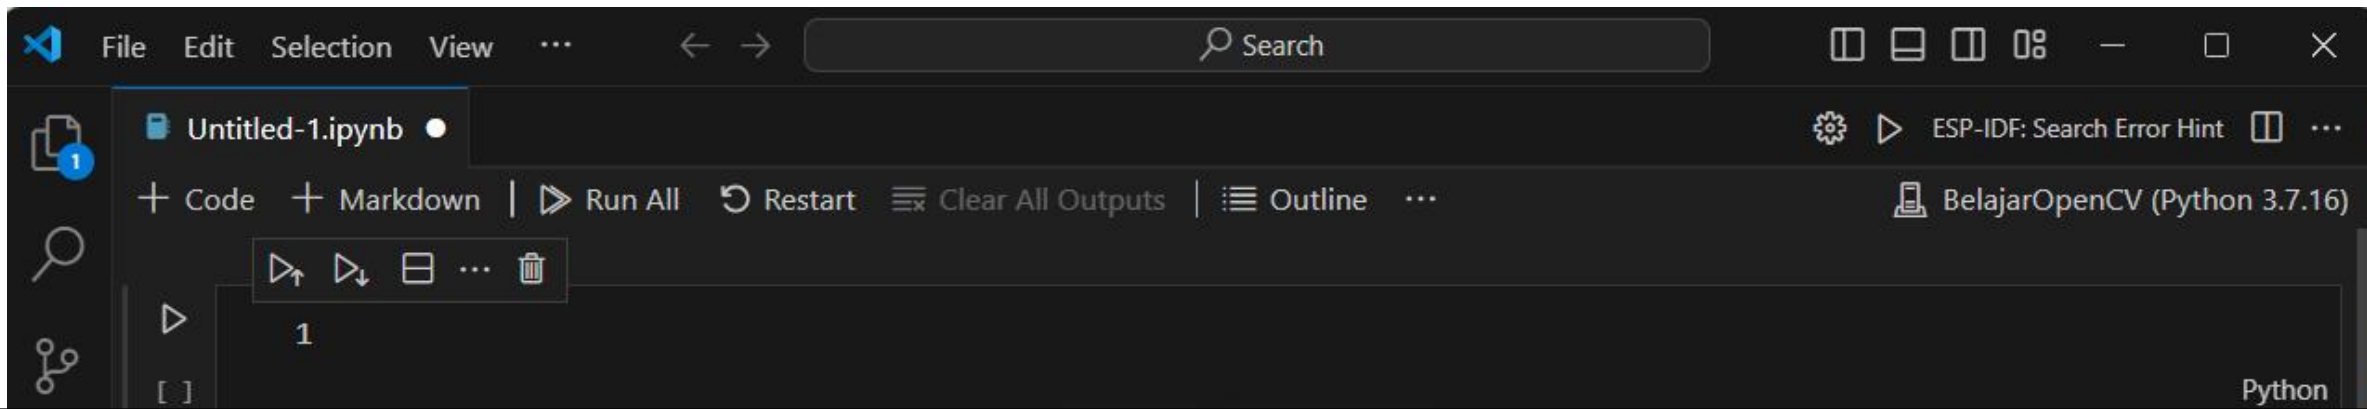 File Edit Selection View ··· Search
1
Untitled-1.ipynb ESP-IDF: Search Error Hint ···
Code Markdown Run All Restart Clear All Outputs Outline ··· BelajarOpenCV (Python 3.7.16)
···
1
[ ]
Python